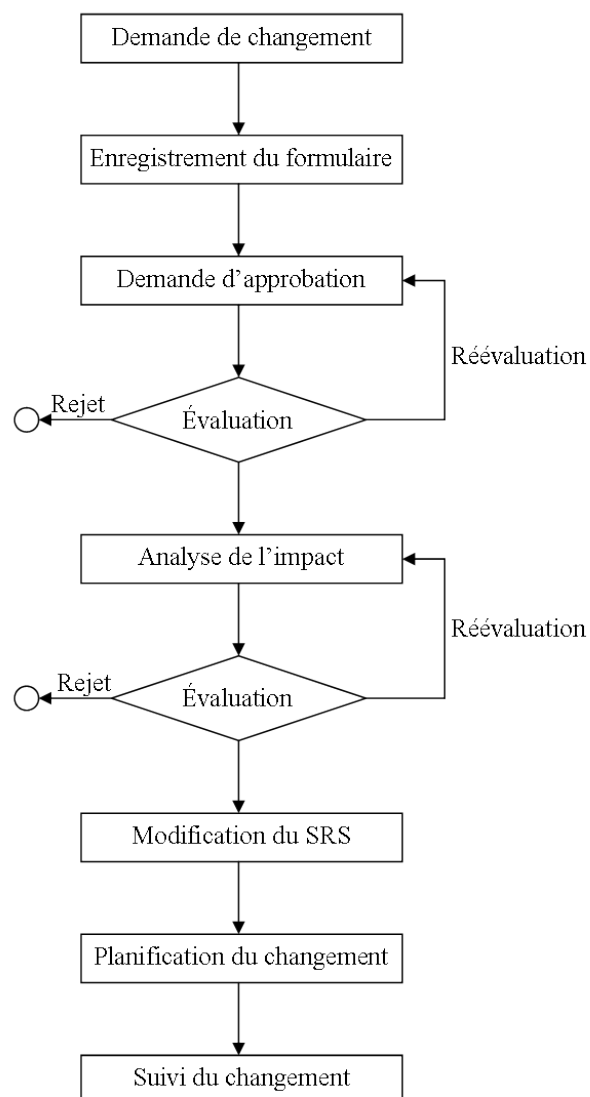 Demande de changement
Enregistrement du formulaire
Demande d'approbation
Réévaluation
Rejet
Évaluation
Analyse de l'impact
Réévaluation
Rejet
Évaluation
Modification du SRS
Planification du changement
Suivi du changement